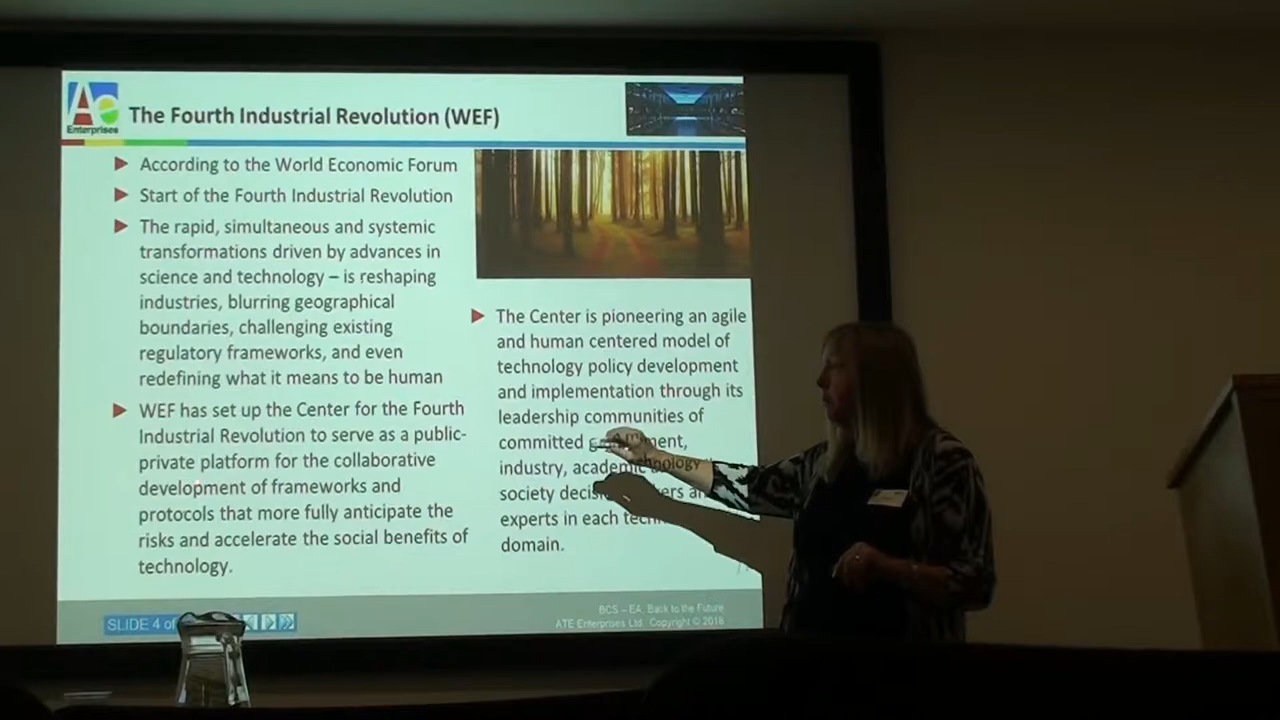 Ae
Enterprises
The Fourth Industrial Revolution (WEF)
According to the World Economic Forum
Start of the Fourth Industrial Revolution
The rapid, simultaneous and systemic
transformations driven by advances in
science and technology – is reshaping
industries, blurring geographical
boundaries, challenging existing
regulatory frameworks, and even
redefining what it means to be human
WEF has set up the Center for the Fourth
Industrial Revolution to serve as a public-
private platform for the collaborative
development of frameworks and
protocols that more fully anticipate the
risks and accelerate the social benefits of
technology.
The Center is pioneering an agile
and human centered model of
technology policy development
and implementation through its
leadership communities of
committed
industry,
society
experts in each
domain.
SLIDE 4 of
BCS – EA: Back to the Future
ATE Enterprises Ltd. Copyright © 2018